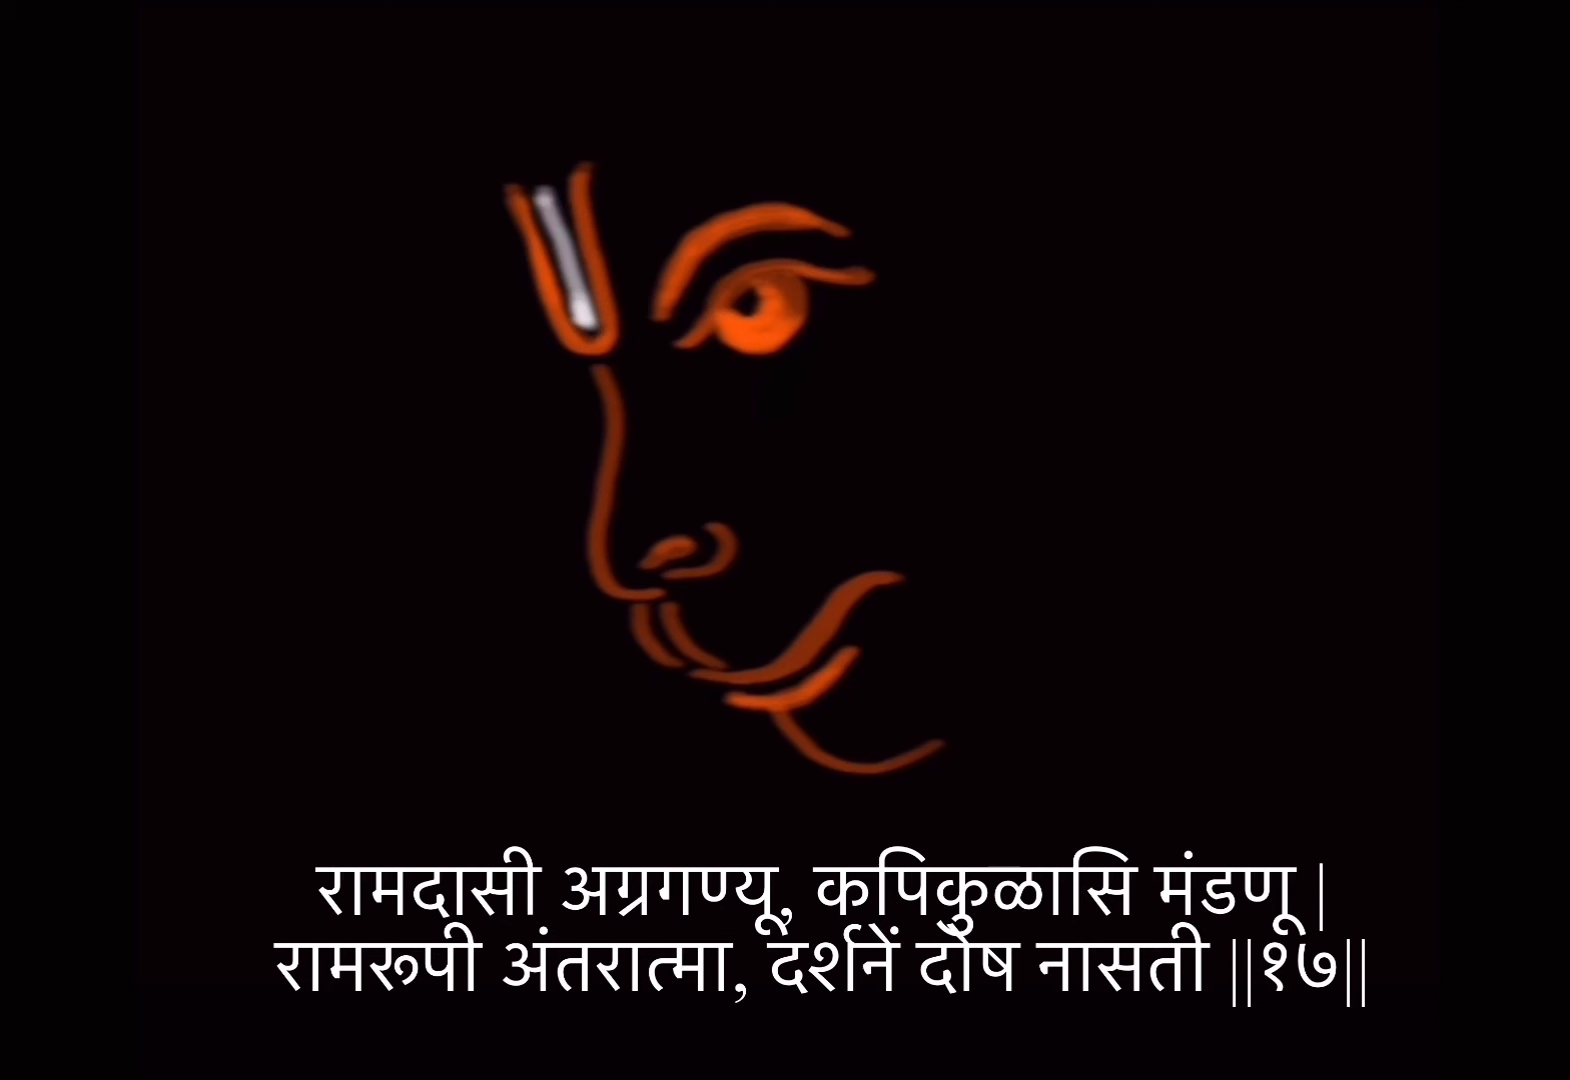 रामदासी अग्रगण्यू, कपिकुळासि मंडणू |
रामरूपी अंतरात्मा, दर्शनें दोष नासती ||१७||